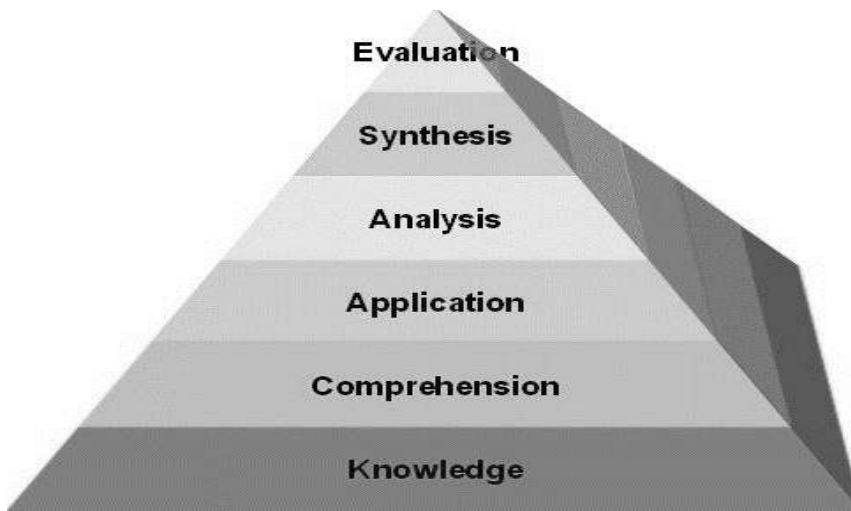 Evaluation
Synthesis
Analysis
Application
Comprehension
Knowledge